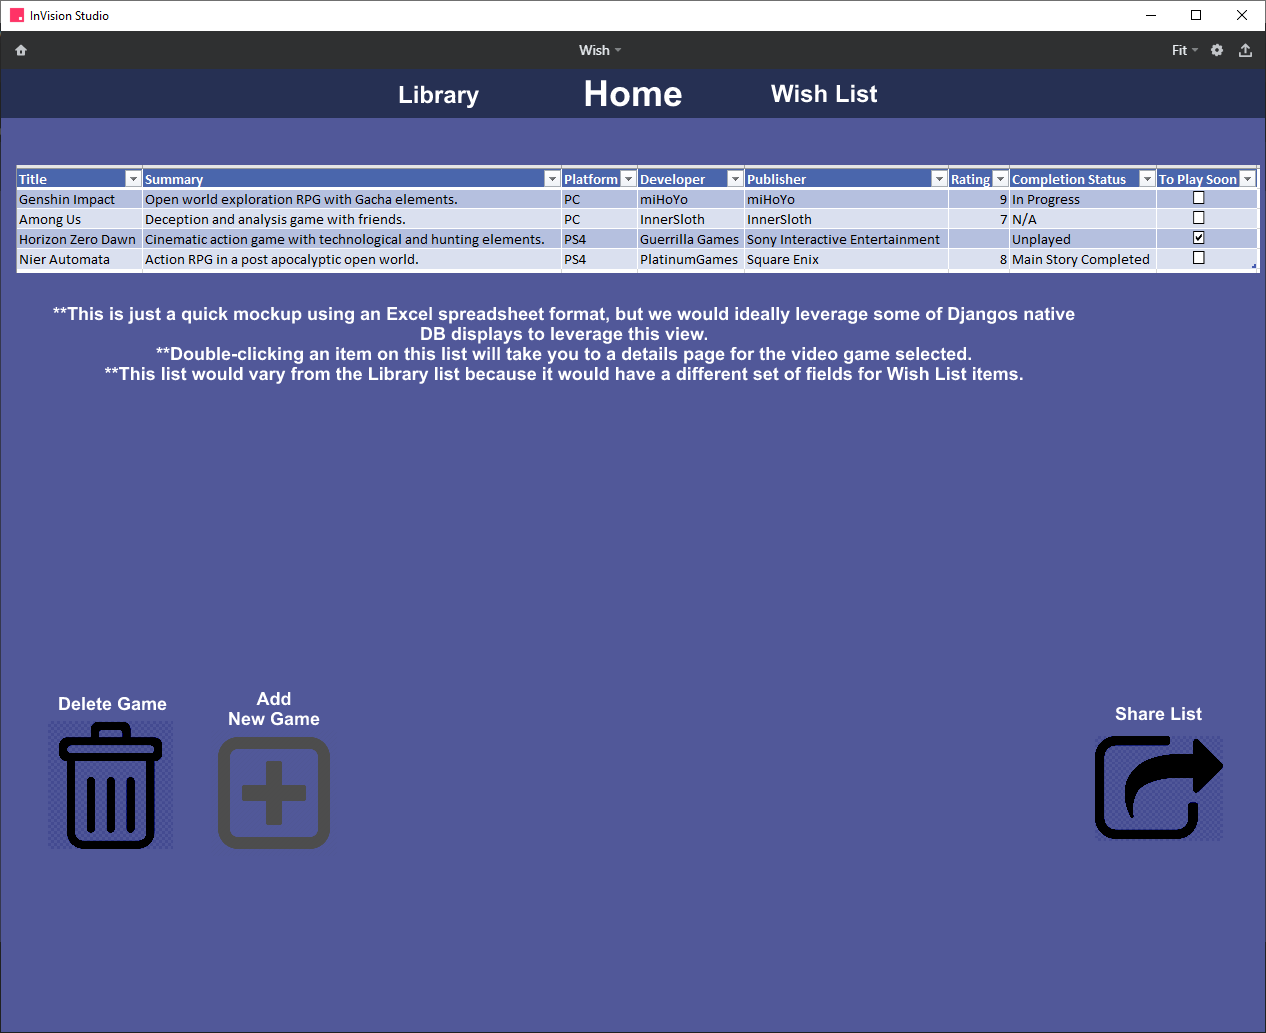 InVision Studio
Wish
Fit
Library Home Wish List
Title Summary Platform Developer Publisher Rating Completion Status To Play Soon
Genshin Impact Open world exploration RPG with Gacha elements. PC miHoYo miHoYo 9 In Progress
Among Us Deception and analysis game with friends. PC InnerSloth InnerSloth 7 N/A
Horizon Zero Dawn Cinematic action game with technological and hunting elements. PS4 Guerrilla Games Sony Interactive Entertainment Unplayed
Nier Automata Action RPG in a post apocalyptic open world. PS4 PlatinumGames Square Enix 8 Main Story Completed
**This is just a quick mockup using an Excel spreadsheet format, but we would ideally leverage some of Djangos native
DB displays to leverage this view.
**Double-clicking an item on this list will take you to a details page for the video game selected.
**This list would vary from the Library list because it would have a different set of fields for Wish List items.
Delete Game
Add
New Game
Share List